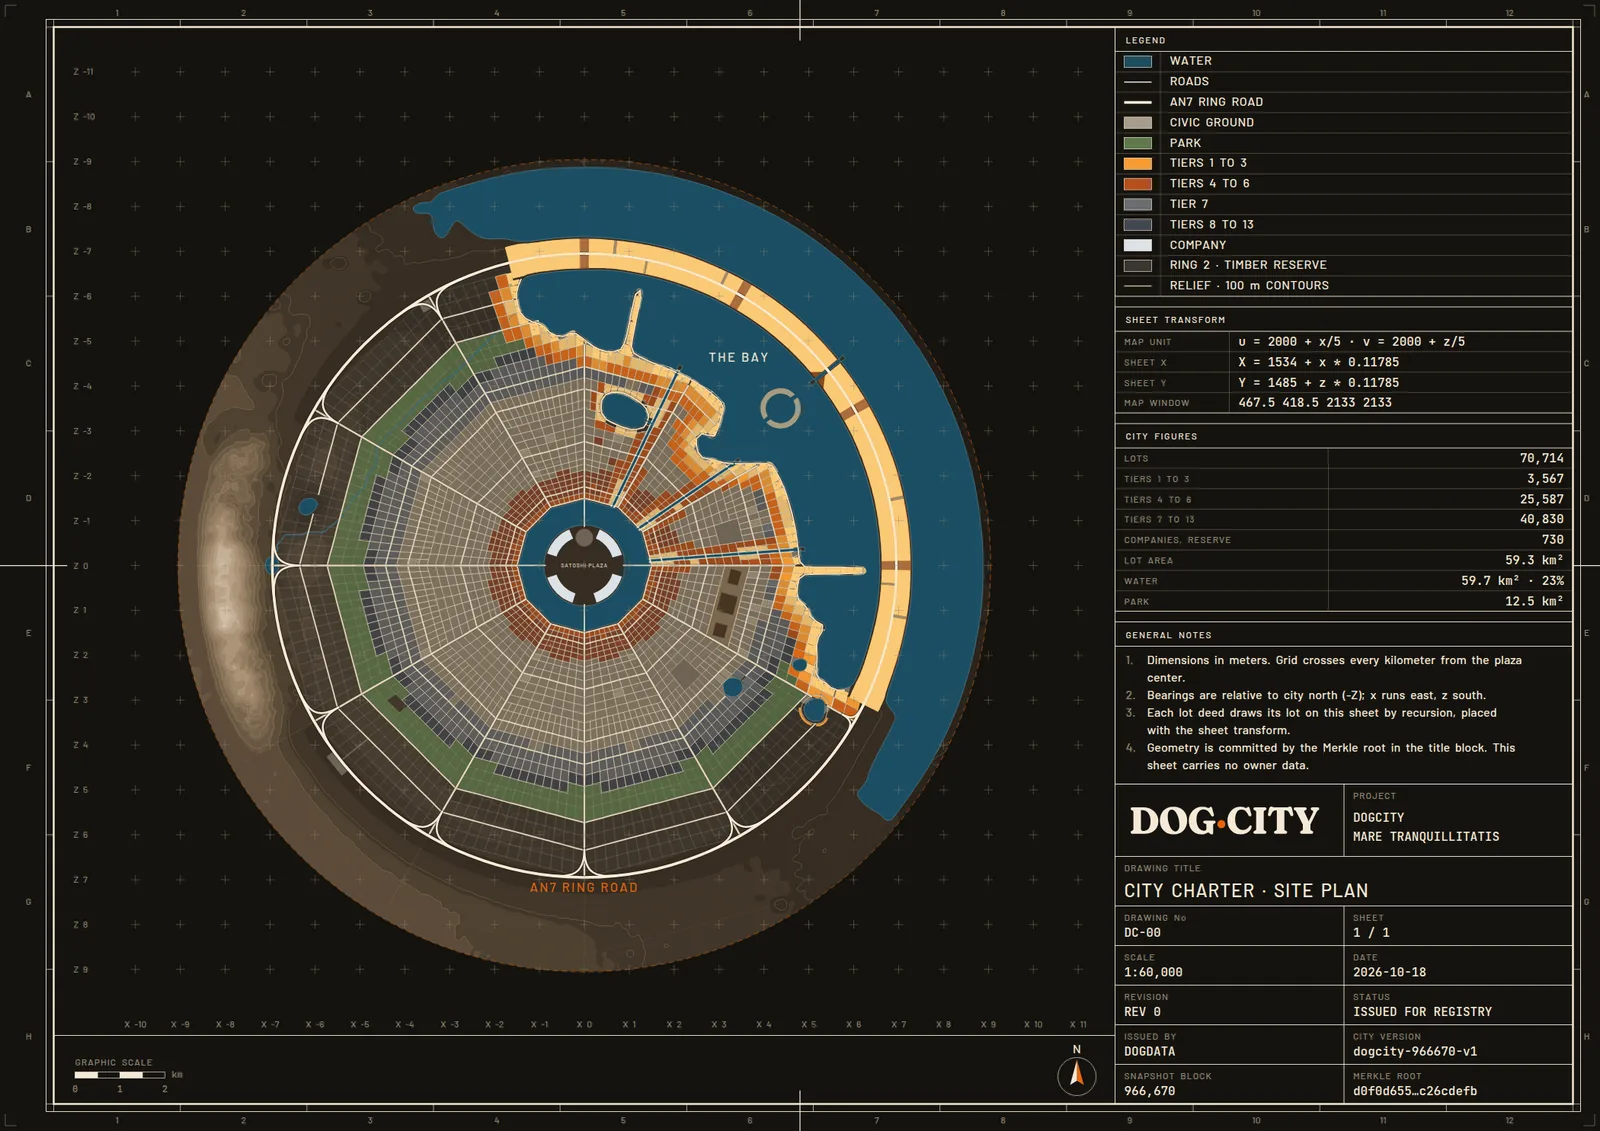 1 2 3 4 5 6 7 8 9 10 11 12
A
B
C
D
E
F
G
H
Z -11
Z -10
Z -9
Z -8
Z -7
Z -6
Z -5
Z -4
Z -3
Z -2
Z -1
Z 0
Z 1
Z 2
Z 3
Z 4
Z 5
Z 6
Z 7
Z 8
Z 9
THE BAY
SATOSHI PLAZA
AN7 RING ROAD
X -10 X -9 X -8 X -7 X -6 X -5 X -4 X -3 X -2 X -1 X 0 X 1 X 2 X 3 X 4 X 5 X 6 X 7 X 8 X 9 X 10 X 11
GRAPHIC SCALE
km
0 1 2
N
LEGEND
WATER
ROADS
AN7 RING ROAD
CIVIC GROUND
PARK
TIERS 1 TO 3
TIERS 4 TO 6
TIER 7
TIERS 8 TO 13
COMPANY
RING 2 · TIMBER RESERVE
RELIEF · 100 m CONTOURS
SHEET TRANSFORM
MAP UNIT u = 2000 + x/5 · v = 2000 + z/5
SHEET X X = 1534 + x * 0.11785
SHEET Y Y = 1485 + z * 0.11785
MAP WINDOW 467.5 418.5 2133 2133
CITY FIGURES
LOTS 70,714
TIERS 1 TO 3 3,567
TIERS 4 TO 6 25,587
TIERS 7 TO 13 40,830
COMPANIES, RESERVE 730
LOT AREA 59.3 km²
WATER 59.7 km² · 23%
PARK 12.5 km²
GENERAL NOTES
1. Dimensions in meters. Grid crosses every kilometer from the plaza
center.
2. Bearings are relative to city north (-Z); x runs east, z south.
3. Each lot deed draws its lot on this sheet by recursion, placed
with the sheet transform.
4. Geometry is committed by the Merkle root in the title block. This
sheet carries no owner data.
DOG·CITY
PROJECT
DOGCITY
MARE TRANQUILLITATIS
DRAWING TITLE
CITY CHARTER · SITE PLAN
DRAWING No
DC-00
SHEET
1 / 1
SCALE
1:60,000
DATE
2026-10-18
REVISION
REV 0
STATUS
ISSUED FOR REGISTRY
ISSUED BY
DOGDATA
CITY VERSION
dogcity-966670-v1
SNAPSHOT BLOCK
966,670
MERKLE ROOT
d0f0d655…c26cdefb
A
B
C
D
E
F
G
H
1 2 3 4 5 6 7 8 9 10 11 12